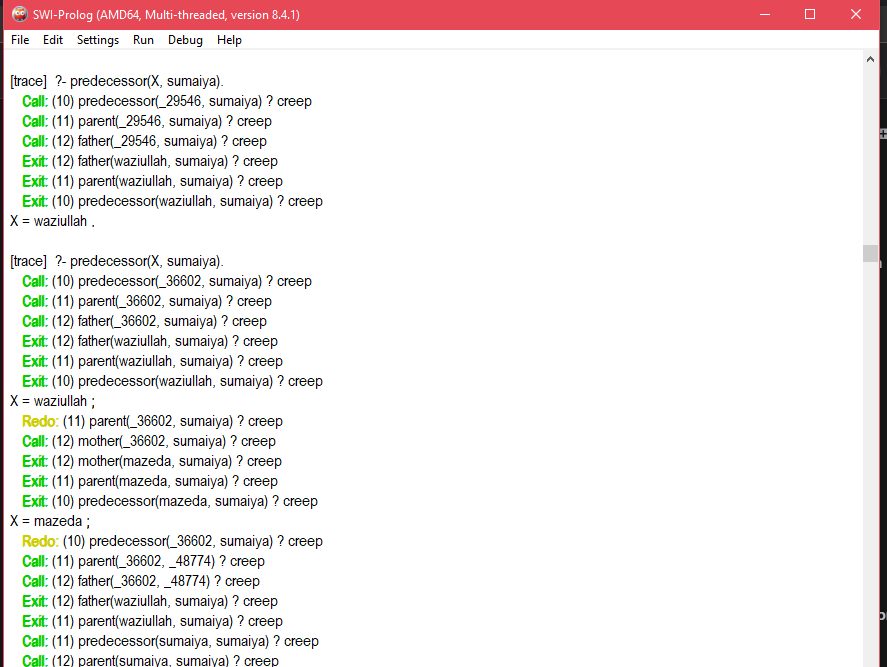 SWI-Prolog (AMD64, Multi-threaded, version 8.4.1)
File Edit Settings Run Debug Help
[trace] ?- predecessor(X, sumaiya).
Call: (10) predecessor(_29546, sumaiya) ? creep
Call: (11) parent(_29546, sumaiya) ? creep
Call: (12) father(_29546, sumaiya) ? creep
Exit: (12) father(waziullah, sumaiya) ? creep
Exit: (11) parent(waziullah, sumaiya) ? creep
Exit: (10) predecessor(waziullah, sumaiya) ? creep
X = waziullah .
[trace] ?- predecessor(X, sumaiya).
Call: (10) predecessor(_36602, sumaiya) ? creep
Call: (11) parent(_36602, sumaiya) ? creep
Call: (12) father(_36602, sumaiya) ? creep
Exit: (12) father(waziullah, sumaiya) ? creep
Exit: (11) parent(waziullah, sumaiya) ? creep
Exit: (10) predecessor(waziullah, sumaiya) ? creep
X = waziullah ;
Redo: (11) parent(_36602, sumaiya) ? creep
Call: (12) mother(_36602, sumaiya) ? creep
Exit: (12) mother(mazeda, sumaiya) ? creep
Exit: (11) parent(mazeda, sumaiya) ? creep
Exit: (10) predecessor(mazeda, sumaiya) ? creep
X = mazeda ;
Redo: (10) predecessor(_36602, sumaiya) ? creep
Call: (11) parent(_36602, _48774) ? creep
Call: (12) father(_36602, _48774) ? creep
Exit: (12) father(waziullah, sumaiya) ? creep
Exit: (11) parent(waziullah, sumaiya) ? creep
Call: (11) predecessor(sumaiya, sumaiya) ? creep
Call: (12) parent(sumaiya, sumaiya) ? creep